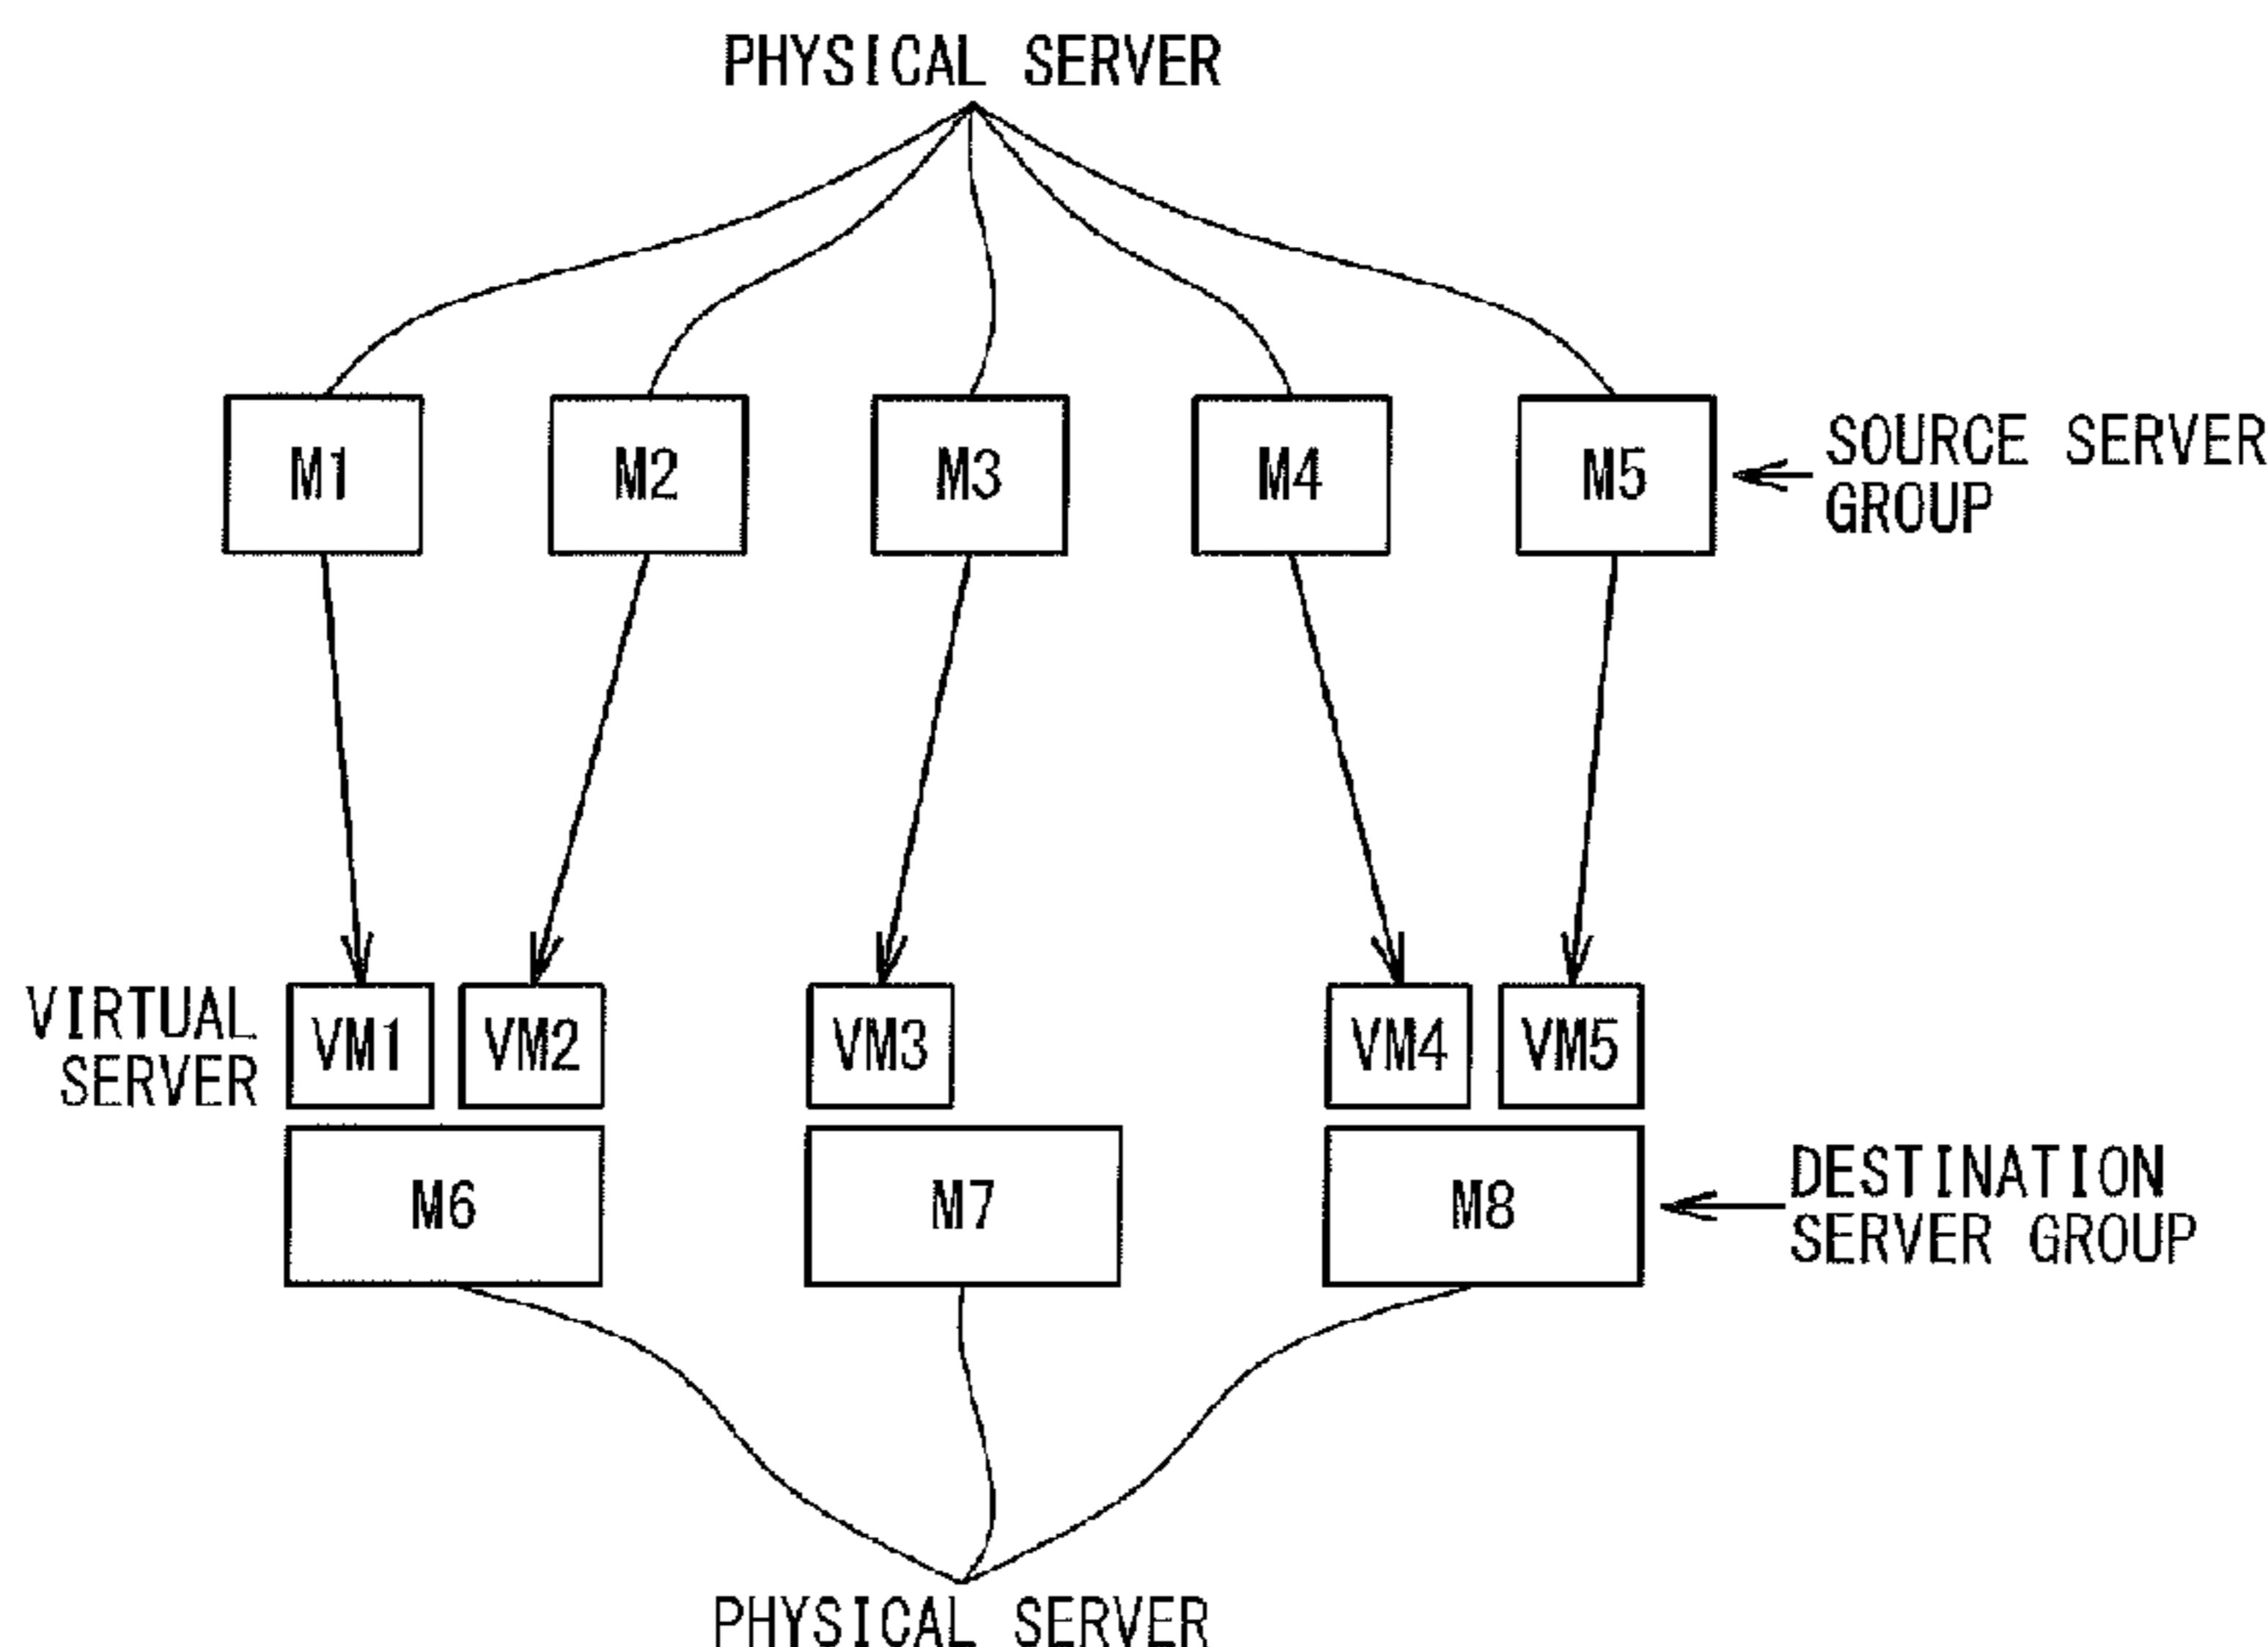 PHYSICAL SERVER
M1 M2 M3 M4 M5
SOURCE SERVER
GROUP
VIRTUAL
SERVER
VM1 VM2 VM3 VM4 VM5
M6 M7 M8
DESTINATION
SERVER GROUP
PHYSICAL SERVER